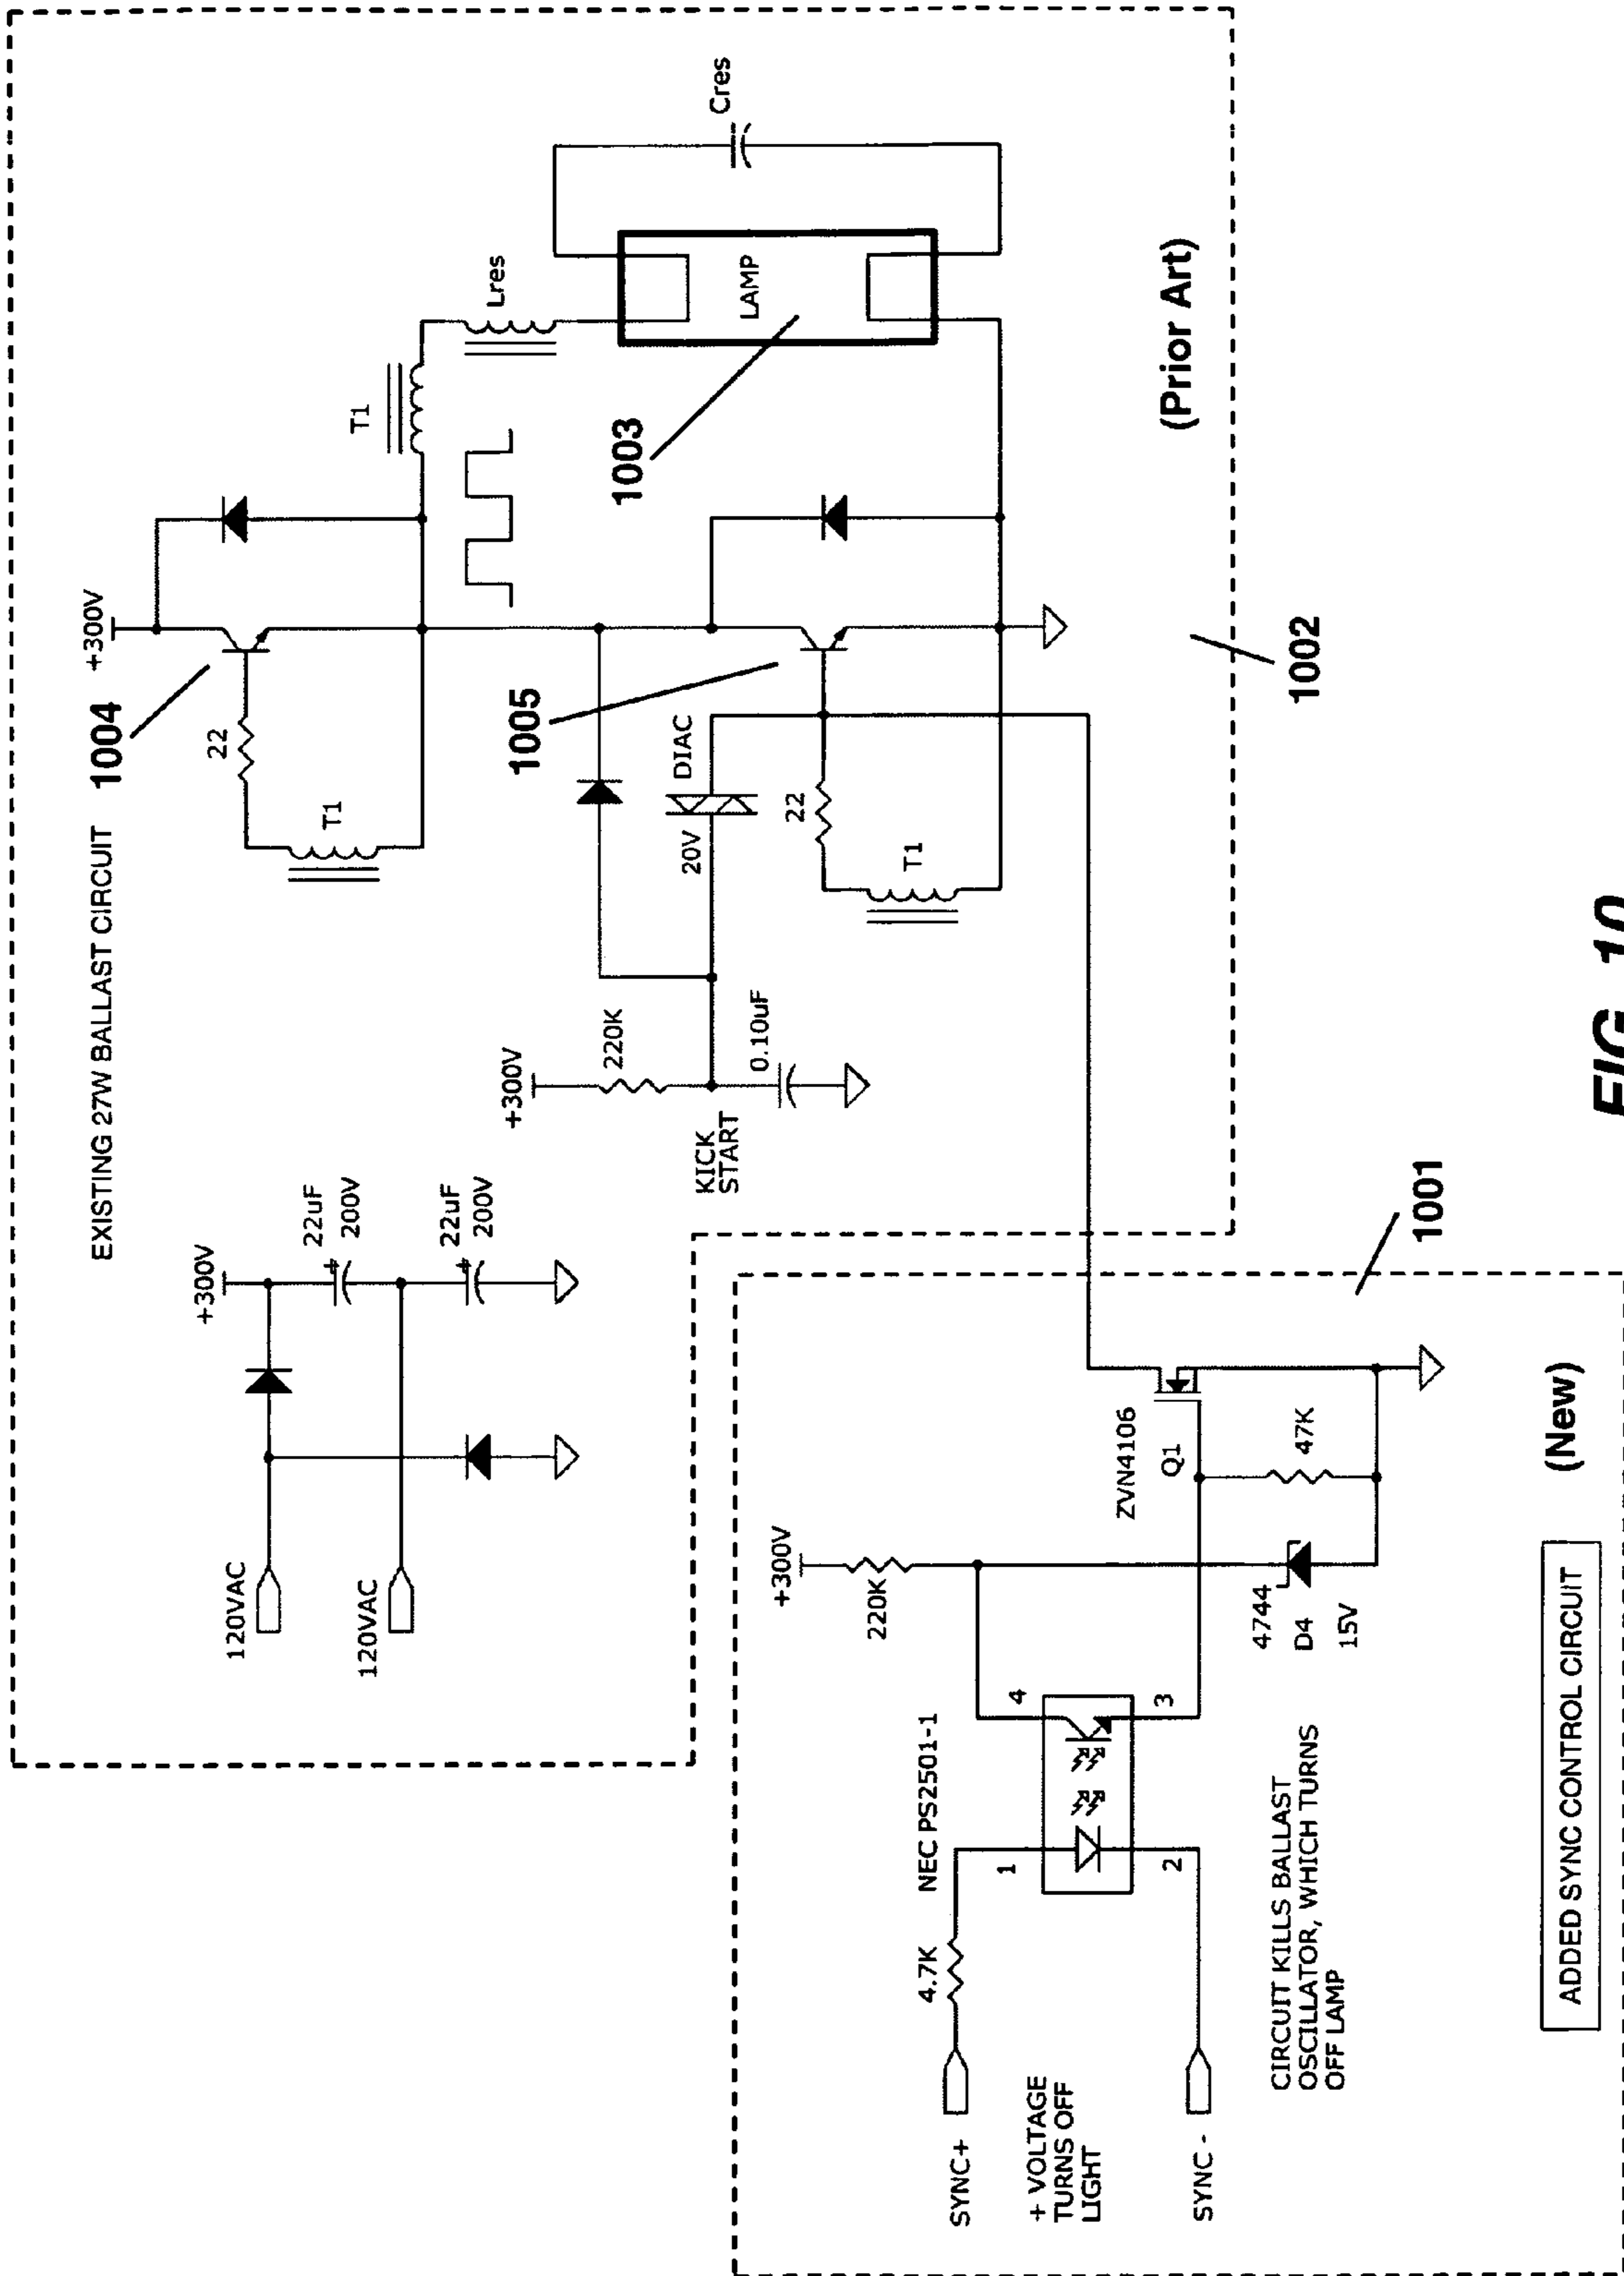 EXISTING 27W BALLAST CIRCUIT
120VAC
120VAC
+300V
22uF
200V
22uF
200V
+300V
220K
KICK
START
0.10uF
20V
DIAC
22
T1
1005
+300V
1004
22
T1
T1
Lres
1003
LAMP
Cres
(Prior Art)
1002
1001
SYNC+
4.7K
NEC PS2501-1
+ VOLTAGE
TURNS OFF
LIGHT
SYNC -
1
2
4
3
+300V
220K
ZVN4106
Q1
47K
4744
D4
15V
CIRCUIT KILLS BALLAST
OSCILLATOR, WHICH TURNS
OFF LAMP
ADDED SYNC CONTROL CIRCUIT
(New)
FIG. 10